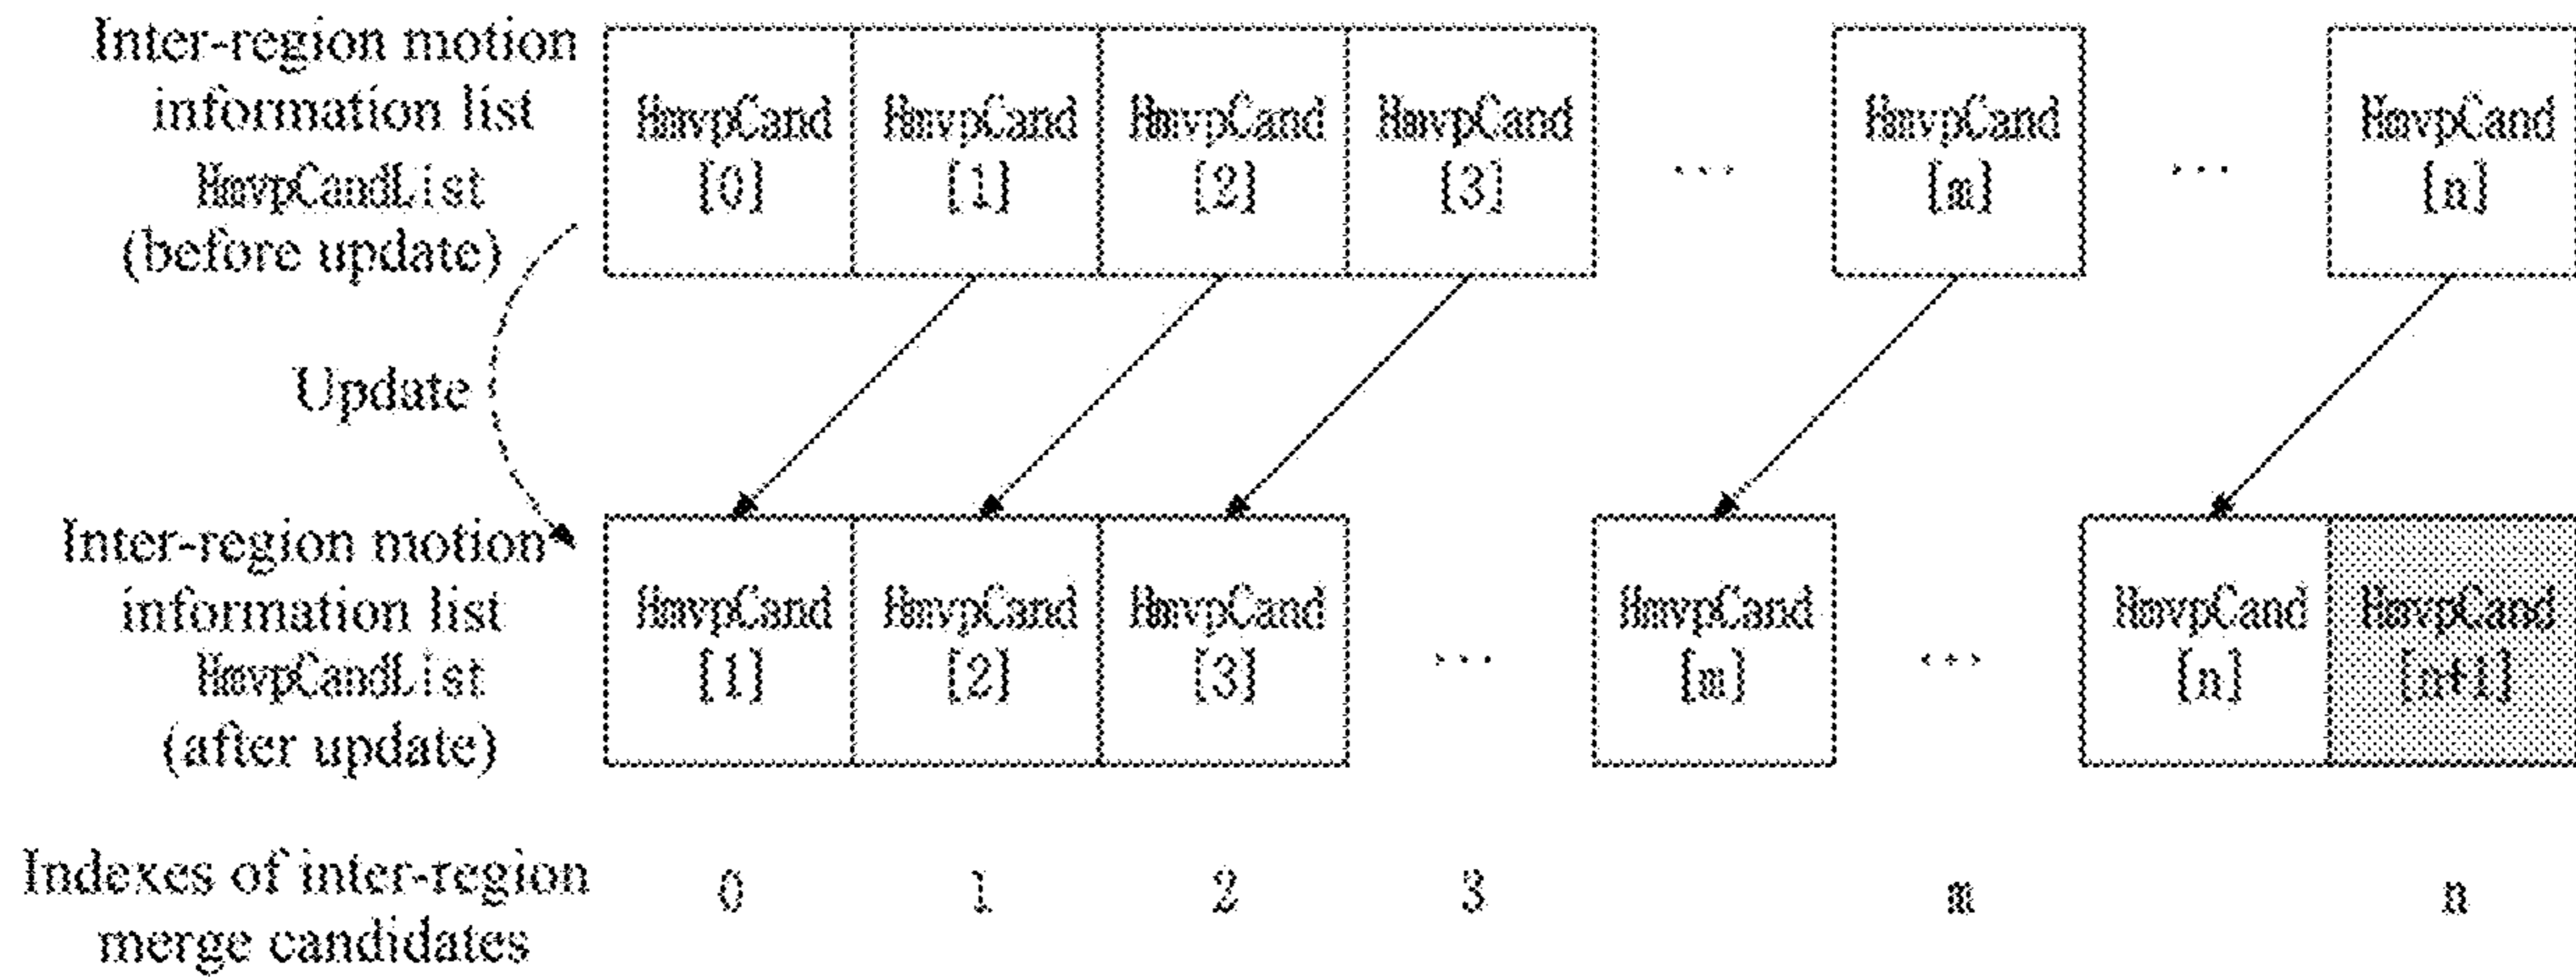 Inter-region motion
information list
HmvpCandList
(before update)
HmvpCand
[0]
HmvpCand
[1]
HmvpCand
[2]
HmvpCand
[3]
...
HmvpCand
[m]
...
HmvpCand
[n]
Update
Inter-region motion
information list
HmvpCandList
(after update)
HmvpCand
[1]
HmvpCand
[2]
HmvpCand
[3]
...
HmvpCand
[m]
...
HmvpCand
[n]
HmvpCand
[n+1]
Indexes of inter-region
merge candidates
0
1
2
3
m
n